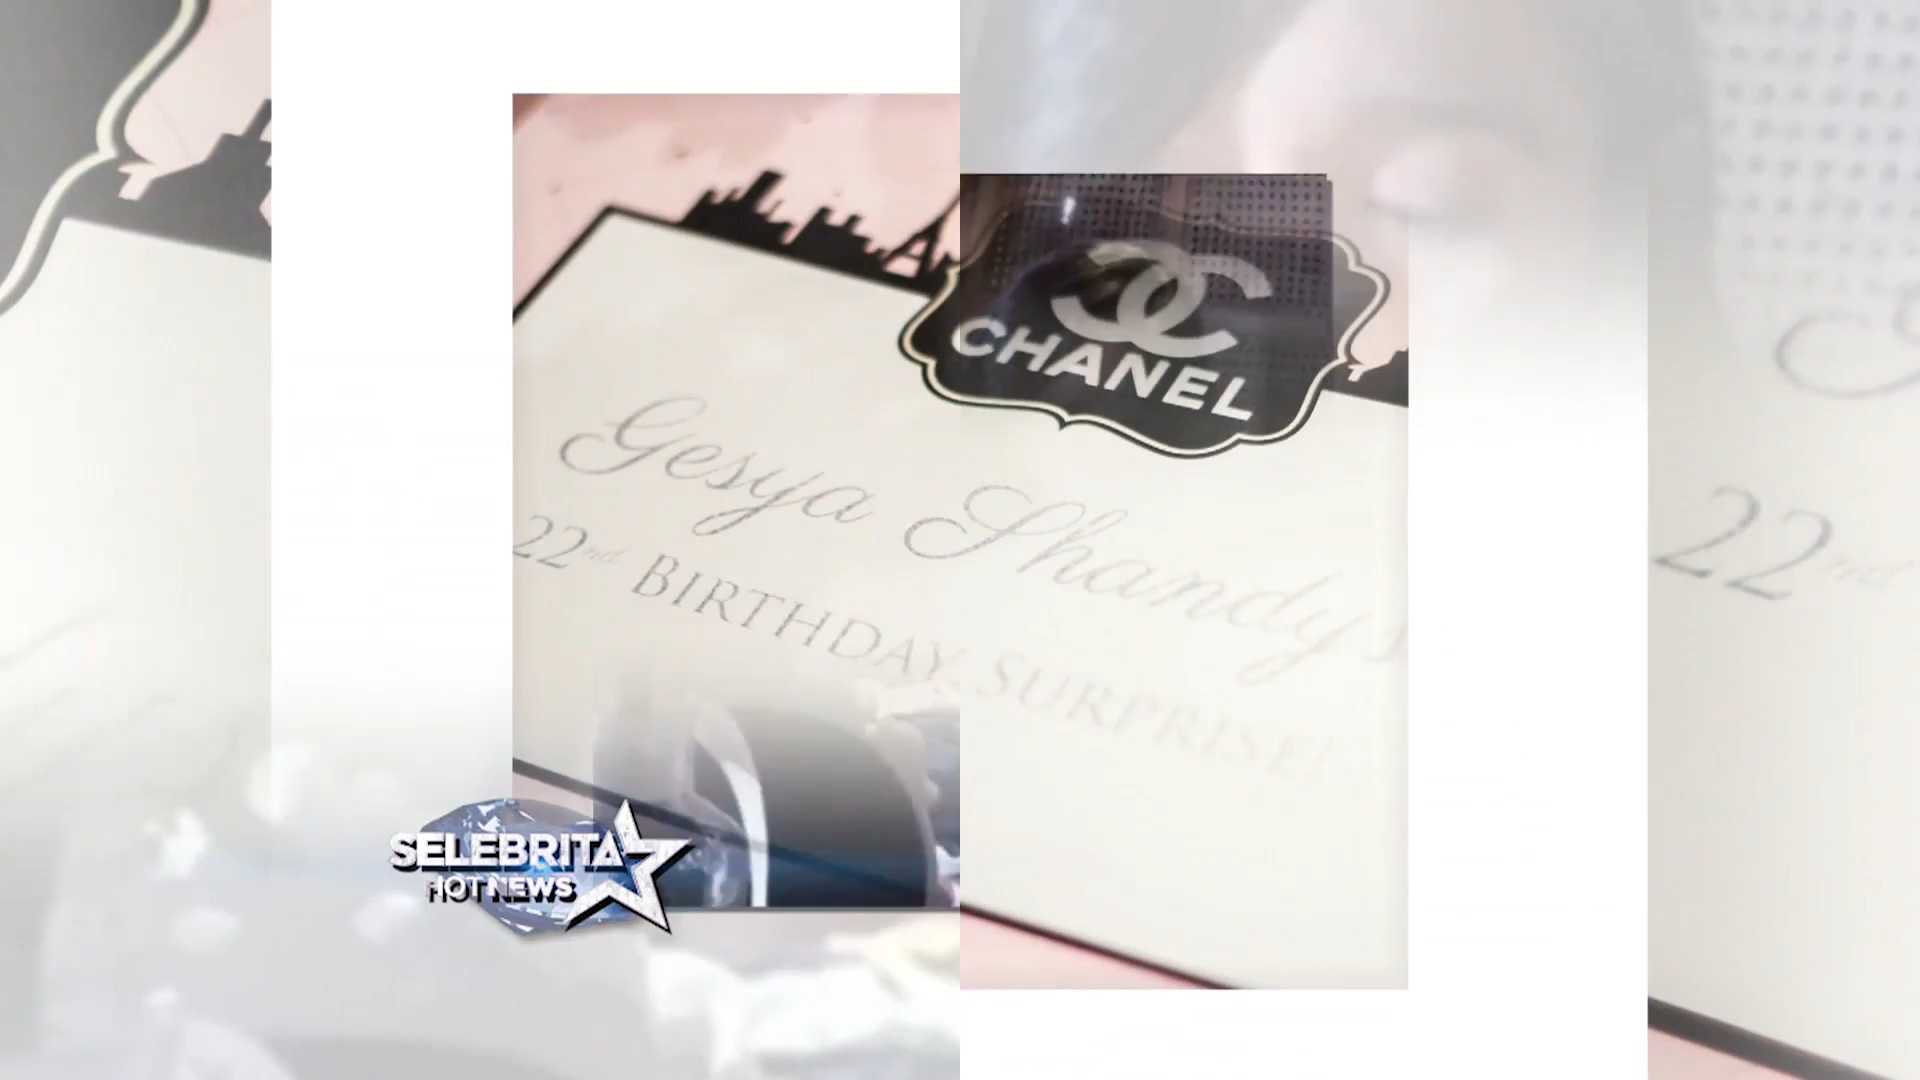 CHANEL
Gesya Shandy's
22nd BIRTHDAY SURPRISE!
22nd
SELEBRITA
HOT NEWS